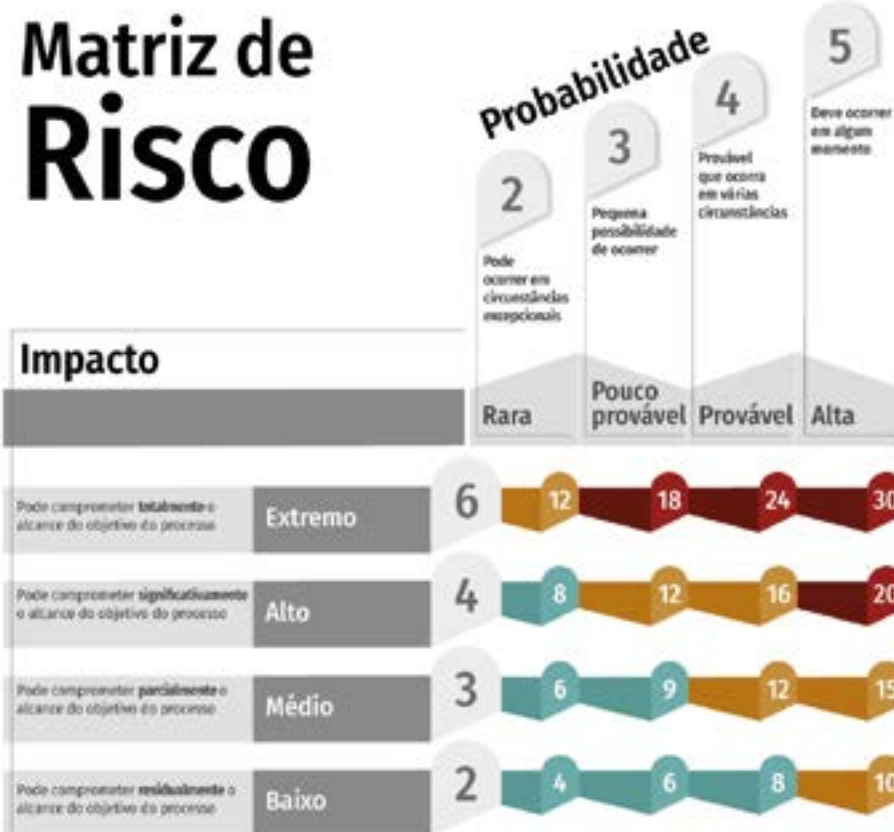 Matriz de
Risco
Probabilidade
2
Pode
ocorrer em
circunstâncias
excepcionais
3
Pequena
possibilidade
de ocorrer
4
Provável
que ocorra
em várias
circunstâncias
5
Deve ocorrer
em algum
momento
Impacto
Rara
Pouco
provável
Provável
Alta
Pode comprometer totalmente o
alcance do objetivo do processo
Extremo
6
12
18
24
30
Pode comprometer significativamente
o alcance do objetivo do processo
Alto
4
8
12
16
20
Pode comprometer parcialmente o
alcance do objetivo do processo
Médio
3
6
9
12
15
Pode comprometer residualmente o
alcance do objetivo do processo
Baixo
2
4
6
8
10